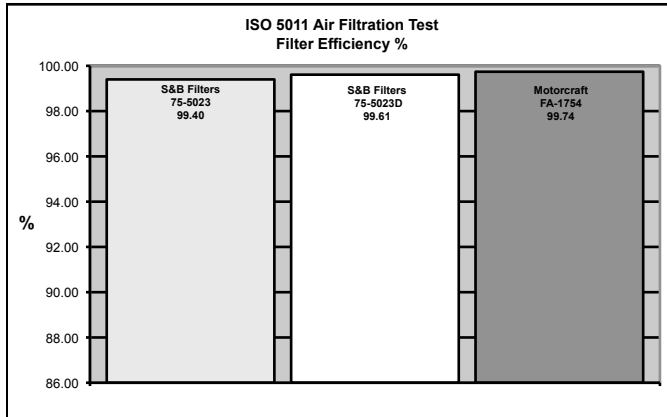 ISO 5011 Air Filtration Test
Filter Efficiency %
100.00
98.00
96.00
94.00
92.00
90.00
88.00
86.00
%
S&B Filters
75-5023
99.40
S&B Filters
75-5023D
99.61
Motorcraft
FA-1754
99.74